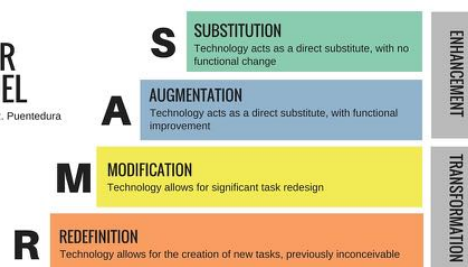 R
EL
. Puentedura
S
SUBSTITUTION
Technology acts as a direct substitute, with no
functional change
A
AUGMENTATION
Technology acts as a direct substitute, with functional
improvement
M
MODIFICATION
Technology allows for significant task redesign
R
REDEFINITION
Technology allows for the creation of new tasks, previously inconceivable
ENHANCEMENT
TRANSFORMATION